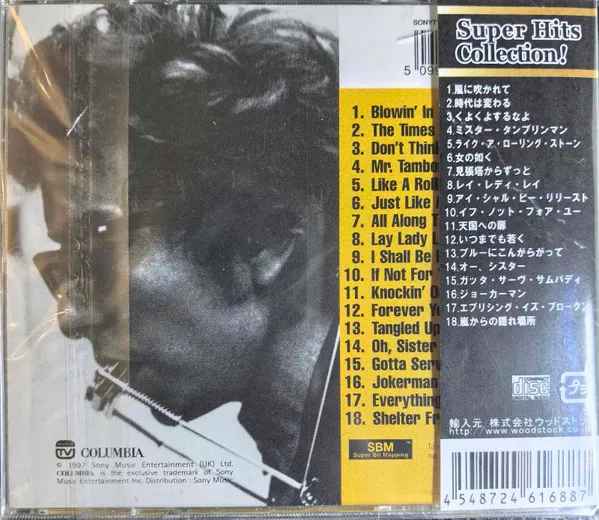 SONYT
5 099
1. Blowin' In
2. The Times
3. Don't Think
4. Mr. Tambou
5. Like A Roll
6. Just Like A
7. All Along T
8. Lay Lady L
9. I Shall Be
10. If Not For
11. Knockin' O
12. Forever Yo
13. Tangled Up
14. Oh, Sister
15. Gotta Serv
16. Jokerman
17. Everything
18. Shelter Fr
SBM
Super Bit Mapping
TV COLUMBIA
℗ 1997 Sony Music Entertainment (UK) Ltd.
COLUMBIA is the exclusive trademark of Sony
Music Entertainment Inc. Distribution : Sony Music
Super Hits
Collection!
1.風に吹かれて
2.時代は変わる
3.くよくよするなよ
4.ミスター・タンブリンマン
5.ライク・ア・ローリング・ストーン
6.女の如く
7.見張塔からずっと
8.レイ・レディ・レイ
9.アイ・シャル・ビー・リリースト
10.イフ・ノット・フォア・ユー
11.天国への扉
12.いつまでも若く
13.ブルーにこんがらがって
14.オー、シスター
15.ガッタ・サーヴ・サムバディ
16.ジョーカーマン
17.エブリシング・イズ・ブロークン
18.嵐からの隠れ場所
COMPACT
disc
DIGITAL AUDIO
輸入元 株式会社ウッドストッ
http://www.woodstock.co.j
4 548724 616887